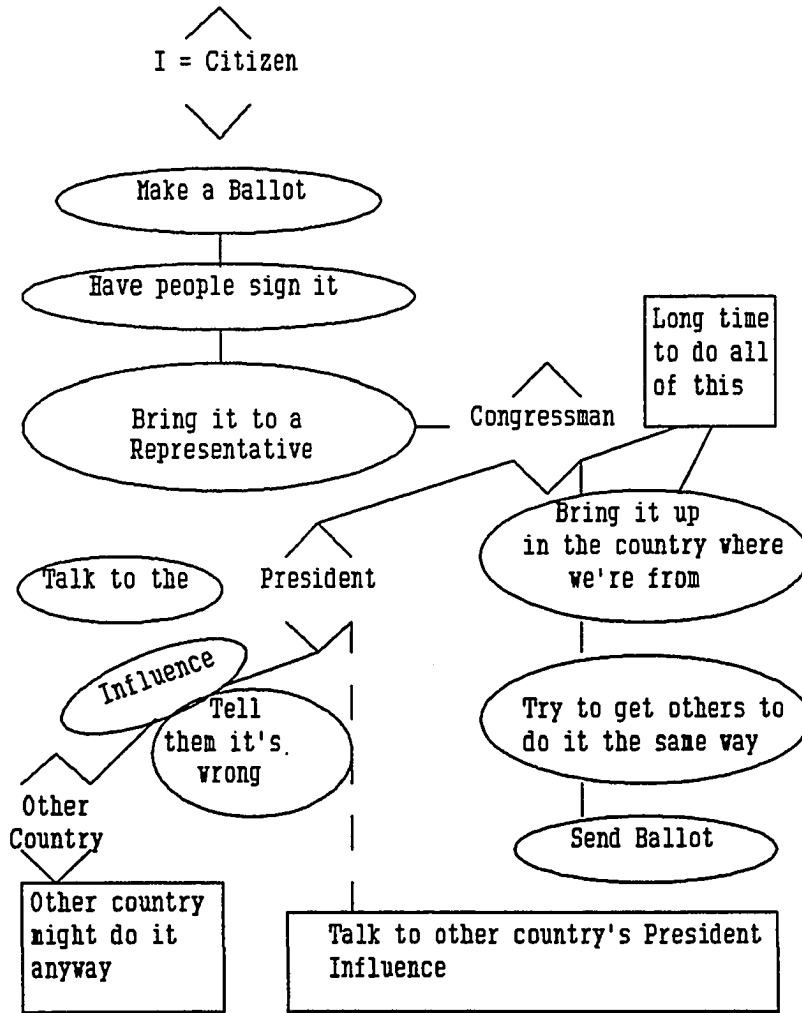 I = Citizen
Make a Ballot
Have people sign it
Long time
to do all
of this
Bring it to a
Representative
Congressman
Bring it up
in the country where
we're from
Talk to the
President
Influence
Tell
them it's.
wrong
Try to get others to
do it the same way
Other
Country
Send Ballot
Other country
might do it
anyway
Talk to other country's President
Influence